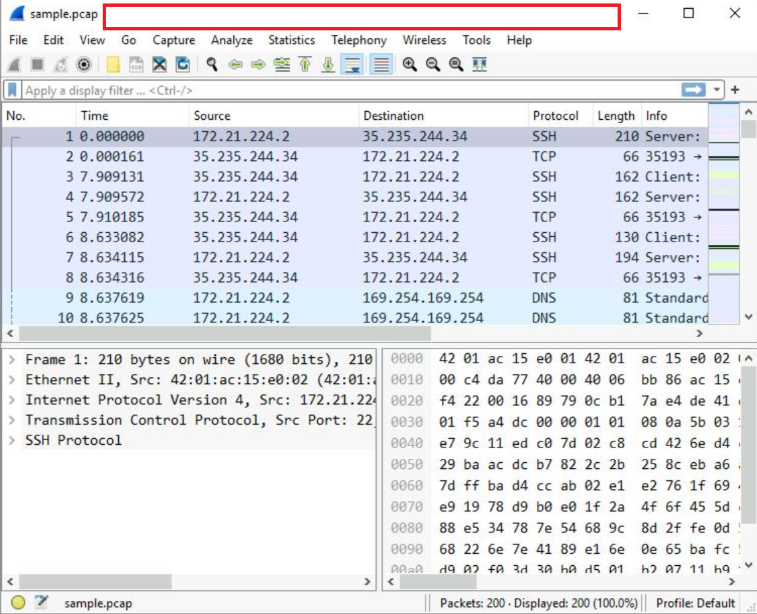 sample.pcap
File Edit View Go Capture Analyze Statistics Telephony Wireless Tools Help
Apply a display filter ... <Ctrl-/>
No. Time Source Destination Protocol Length Info
1 0.000000 172.21.224.2 35.235.244.34 SSH 210 Server:
2 0.000161 35.235.244.34 172.21.224.2 TCP 66 35193 →
3 7.909131 35.235.244.34 172.21.224.2 SSH 162 Client:
4 7.909572 172.21.224.2 35.235.244.34 SSH 162 Server:
5 7.910185 35.235.244.34 172.21.224.2 TCP 66 35193 →
6 8.633082 35.235.244.34 172.21.224.2 SSH 130 Client:
7 8.634115 172.21.224.2 35.235.244.34 SSH 194 Server:
8 8.634316 35.235.244.34 172.21.224.2 TCP 66 35193 →
9 8.637619 172.21.224.2 169.254.169.254 DNS 81 Standard
10 8.637625 172.21.224.2 169.254.169.254 DNS 81 Standard
Frame 1: 210 bytes on wire (1680 bits), 210
Ethernet II, Src: 42:01:ac:15:e0:02 (42:01:
Internet Protocol Version 4, Src: 172.21.224
Transmission Control Protocol, Src Port: 22,
SSH Protocol
0000 42 01 ac 15 e0 01 42 01 ac 15 e0 02
0010 00 c4 da 77 40 00 40 06 bb 86 ac 15
0020 f4 22 00 16 89 79 0c b1 7a e4 de 41
0030 01 f5 a4 dc 00 00 01 01 08 0a 5b 03
0040 e7 9c 11 ed c0 7d 02 c8 cd 42 6e d4
0050 29 ba ac dc b7 82 2c 2b 25 8c eb a6
0060 7d ff ba d4 cc ab 02 e1 e2 76 1f 69
0070 e9 19 78 d9 b0 e0 1f 2a 4f 6f 45 5d
0080 88 e5 34 78 7e 54 68 9c 8d 2f fe 0d
0090 68 22 6e 7e 41 89 e1 6e 0e 65 ba fc
00a0 d9 02 f0 3d 30 b0 d5 01 b2 07 11 b9
sample.pcap Packets: 200 · Displayed: 200 (100.0%) Profile: Default